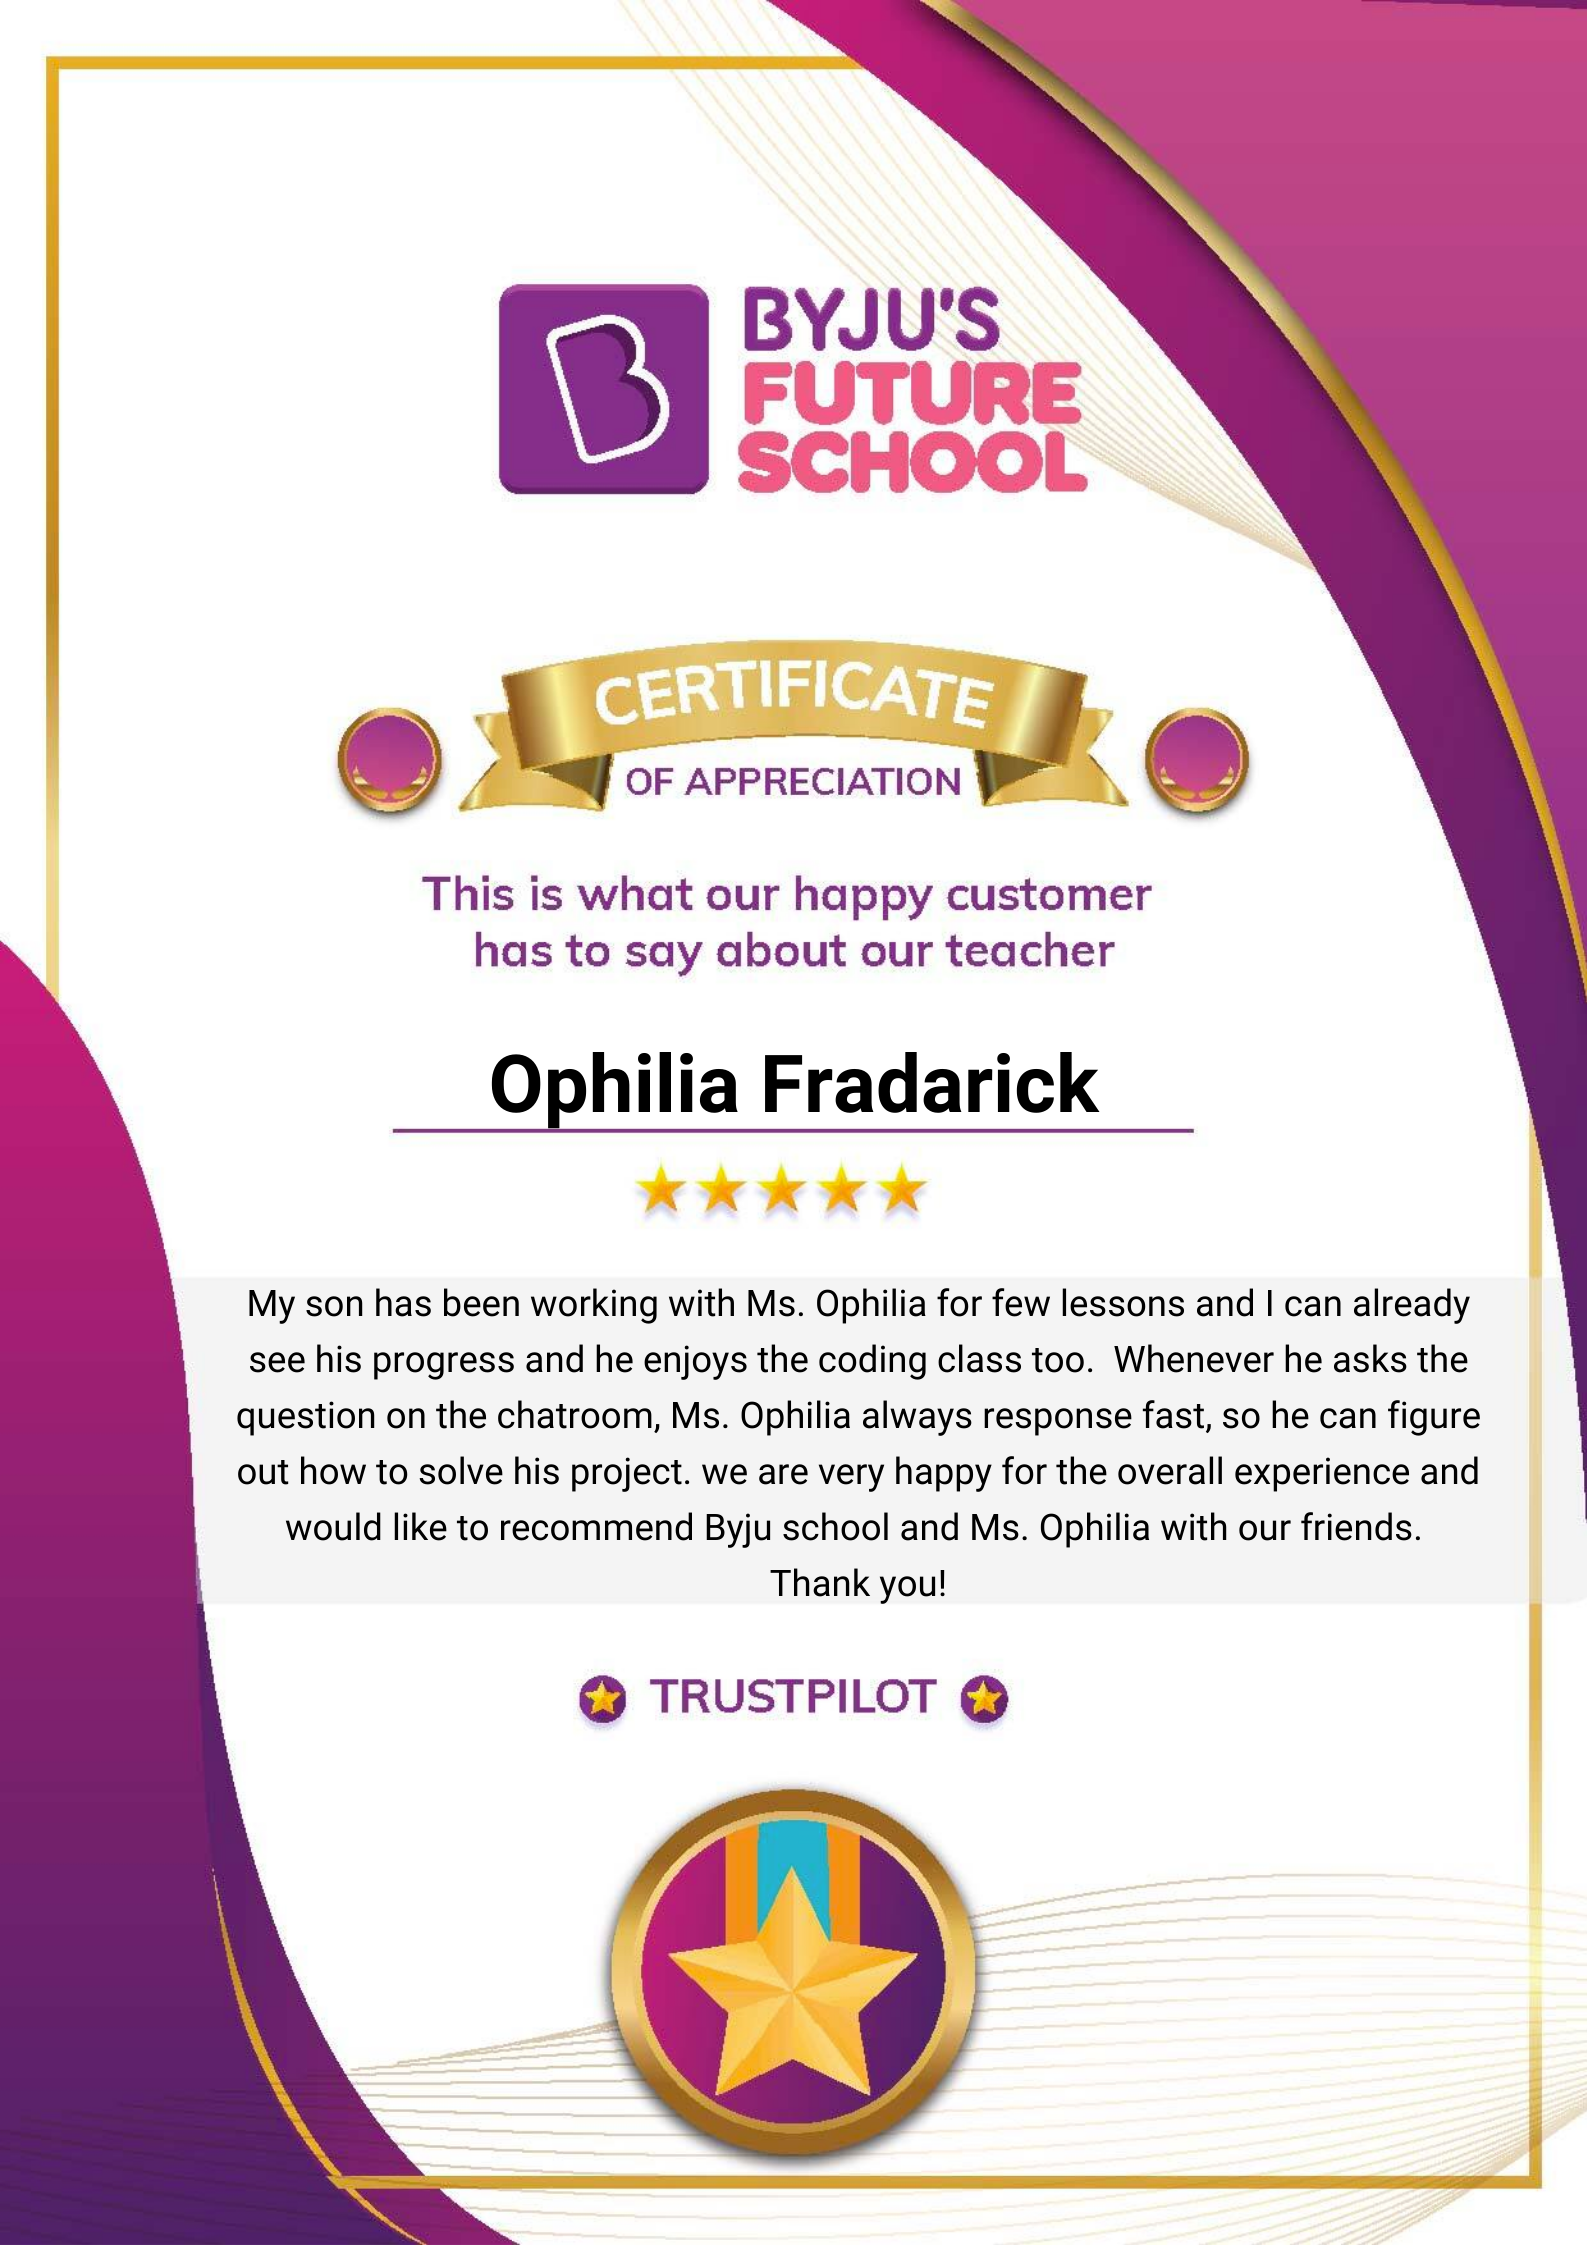 BYJU'S
FUTURE
SCHOOL
CERTIFICATE
OF APPRECIATION
This is what our happy customer
has to say about our teacher
Ophilia Fradarick
My son has been working with Ms. Ophilia for few lessons and I can already
see his progress and he enjoys the coding class too.  Whenever he asks the
question on the chatroom, Ms. Ophilia always response fast, so he can figure
out how to solve his project. we are very happy for the overall experience and
would like to recommend Byju school and Ms. Ophilia with our friends.
Thank you!
TRUSTPILOT